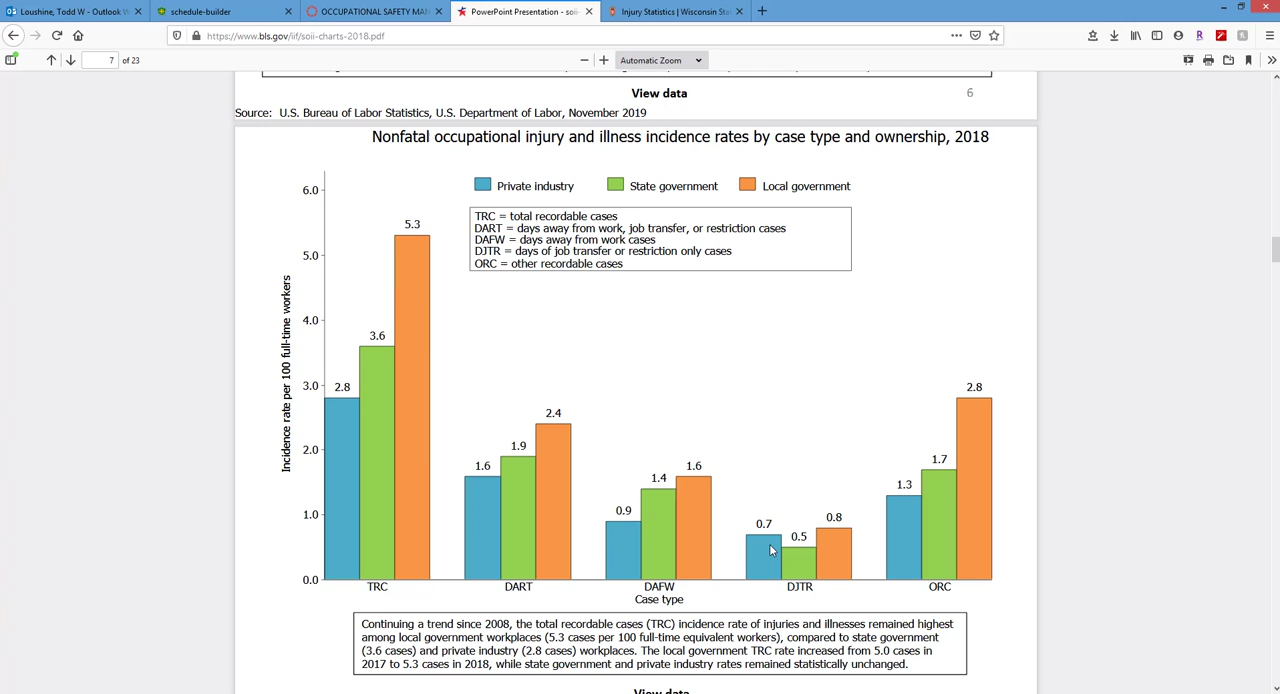 Loushine, Todd W - Outlook
schedule-builder
OCCUPATIONAL SAFETY MAN
PowerPoint Presentation - soi
Injury Statistics | Wisconsin Sta
https://www.bls.gov/iif/soii-charts-2018.pdf
7 of 23
Automatic Zoom
View data
6
Source: U.S. Bureau of Labor Statistics, U.S. Department of Labor, November 2019
Nonfatal occupational injury and illness incidence rates by case type and ownership, 2018
Private industry
State government
Local government
TRC = total recordable cases
DART = days away from work, job transfer, or restriction cases
DAFW = days away from work cases
DJTR = days of job transfer or restriction only cases
ORC = other recordable cases
Incidence rate per 100 full-time workers
6.0
5.0
4.0
3.0
2.0
1.0
0.0
2.8
3.6
5.3
1.6
1.9
2.4
0.9
1.4
1.6
0.7
0.5
0.8
1.3
1.7
2.8
TRC
DART
DAFW
DJTR
ORC
Case type
Continuing a trend since 2008, the total recordable cases (TRC) incidence rate of injuries and illnesses remained highest
among local government workplaces (5.3 cases per 100 full-time equivalent workers), compared to state government
(3.6 cases) and private industry (2.8 cases) workplaces. The local government TRC rate increased from 5.0 cases in
2017 to 5.3 cases in 2018, while state government and private industry rates remained statistically unchanged.
View data